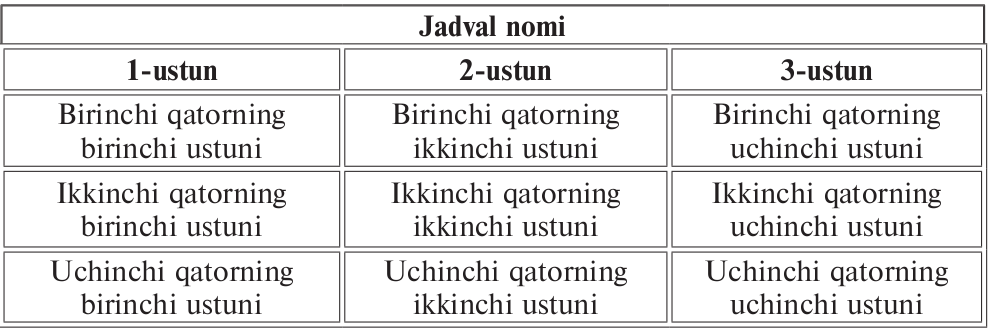 Jadval nomi
1-ustun 2-ustun 3-ustun
Birinchi qatorning Birinchi qatorning Birinchi qatorning
birinchi ustuni ikkinchi ustuni uchinchi ustuni
Ikkinchi qatorning Ikkinchi qatorning Ikkinchi qatorning
birinchi ustuni ikkinchi ustuni uchinchi ustuni
Uchinchi qatorning Uchinchi qatorning Uchinchi qatorning
birinchi ustuni ikkinchi ustuni uchinchi ustuni